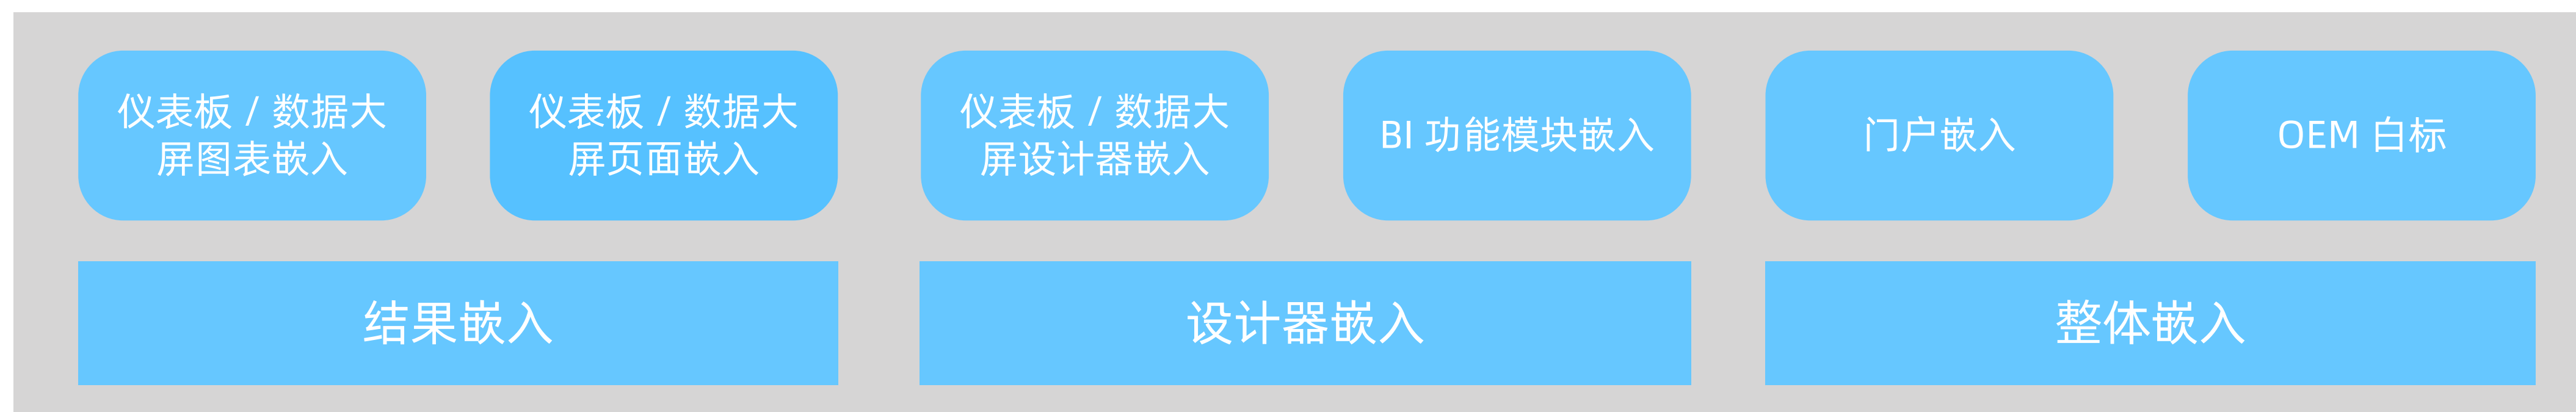 仪表板 / 数据大
屏图表嵌入
仪表板 / 数据大
屏页面嵌入
仪表板 / 数据大
屏设计器嵌入
BI 功能模块嵌入
门户嵌入
OEM 白标
结果嵌入
设计器嵌入
整体嵌入